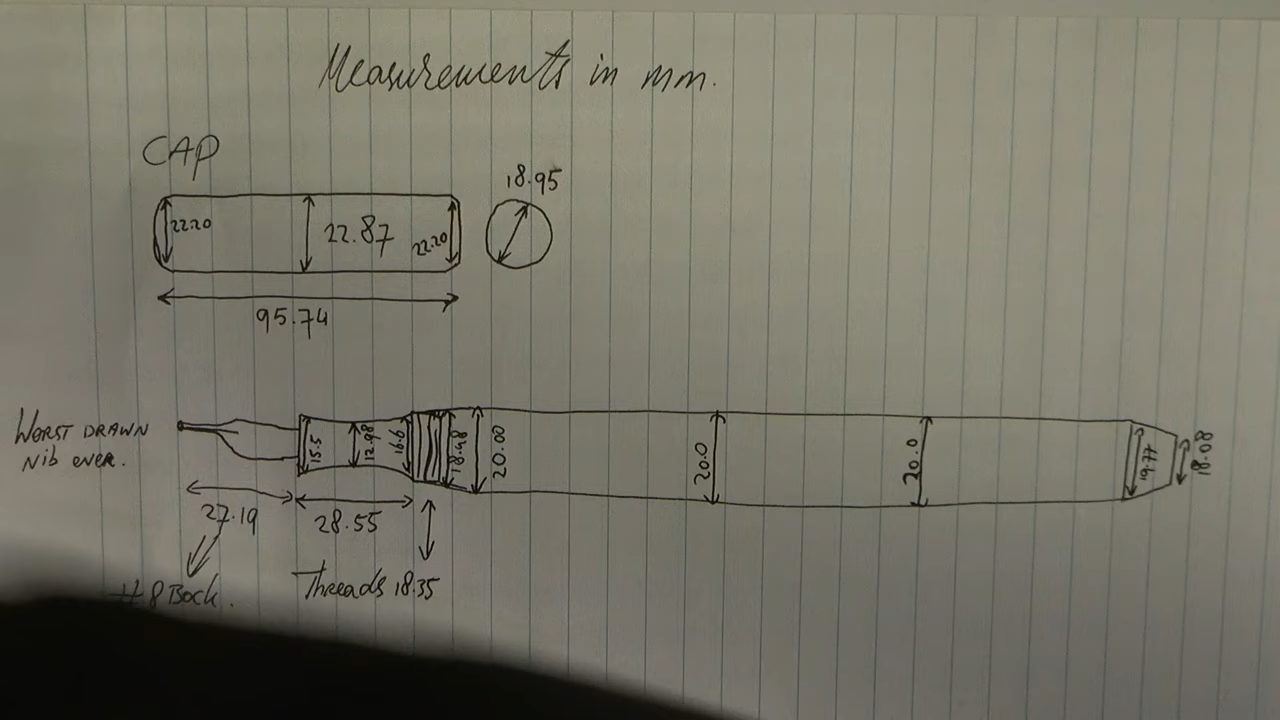 Measurements in mm.
CAP
18.95
22.20
22.87
22.20
95.74
WORST DRAWN
Nib ever.
15.5
12.98
16.6
18.48
20.00
20.0
20.0
19.77
18.08
27.19
28.55
#8 Bock.
Threads 18.35